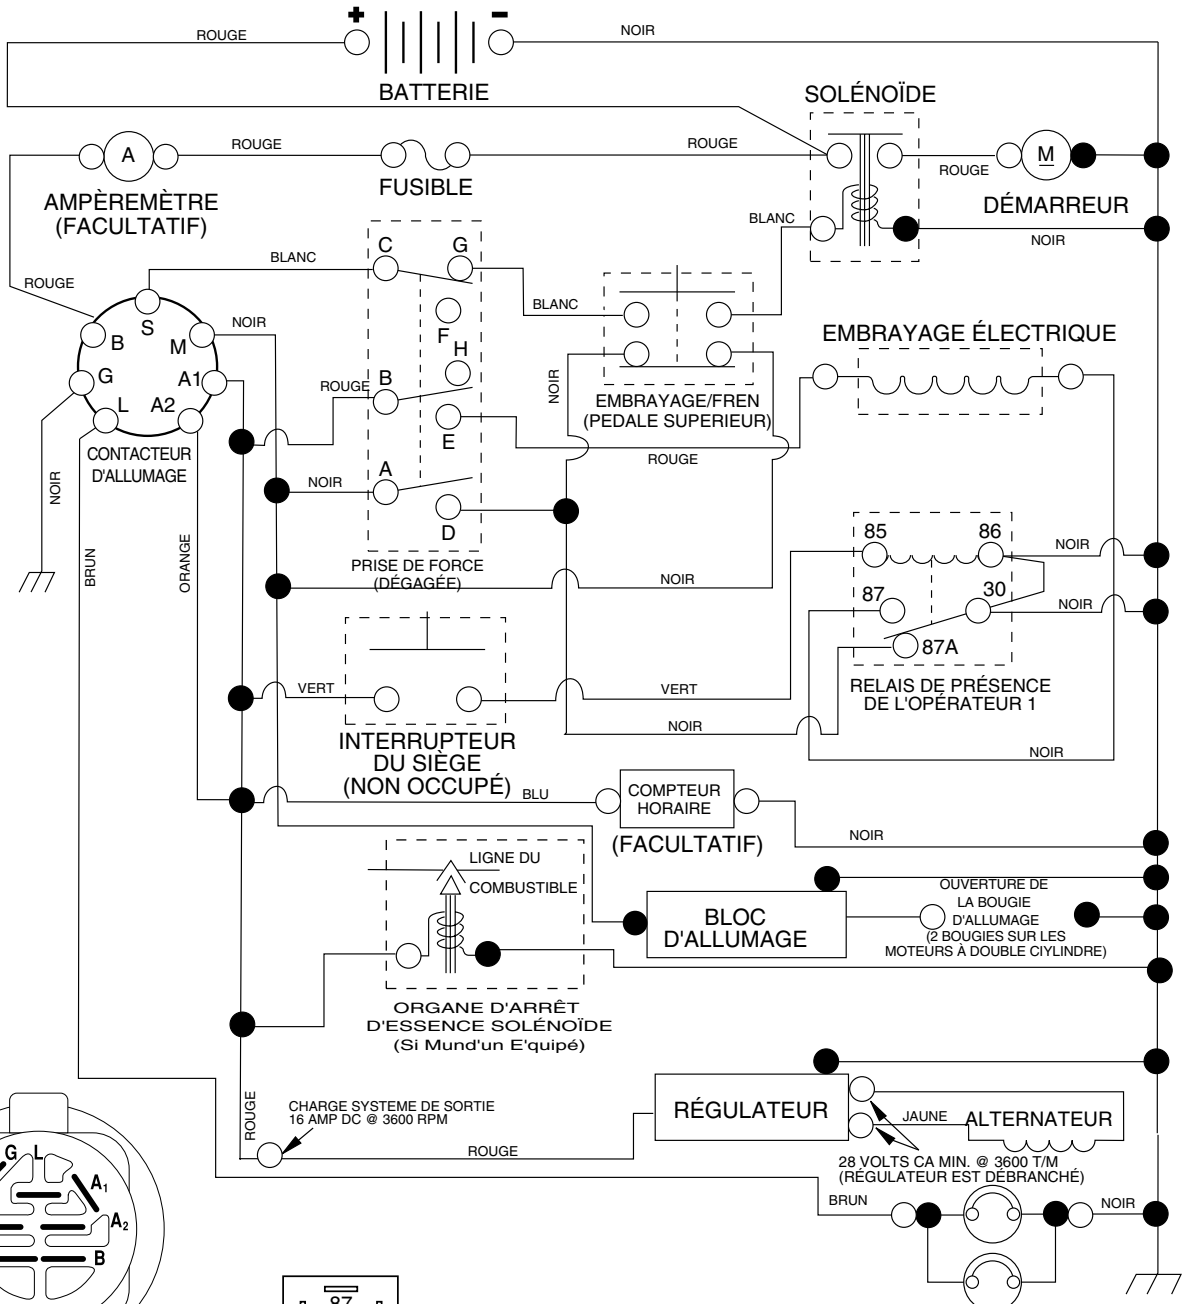 +
-
ROUGE
NOIR
BATTERIE
SOLÉNOÏDE
A
ROUGE
ROUGE
ROUGE
M
AMPÈREMÈTRE
(FACULTATIF)
FUSIBLE
DÉMARREUR
BLANC
NOIR
ROUGE
BLANC
C
G
BLANC
S
B
M
NOIR
F
EMBRAYAGE ÉLECTRIQUE
G
A1
H
L
A2
ROUGE
B
NOIR
EMBRAYAGE/FREN
(PEDALE SUPERIEUR)
CONTACTEUR
D'ALLUMAGE
E
ROUGE
NOIR
A
NOIR
D
BRUN
ORANGE
PRISE DE FORCE
(DÉGAGÉE)
NOIR
85
86
NOIR
87
30
NOIR
87A
VERT
VERT
RELAIS DE PRÉSENCE
DE L'OPÉRATEUR 1
INTERRUPTEUR
DU SIÈGE
(NON OCCUPÉ)
NOIR
NOIR
BLU
COMPTEUR
HORAIRE
(FACULTATIF)
NOIR
LIGNE DU
COMBUSTIBLE
BLOC
D'ALLUMAGE
OUVERTURE DE
LA BOUGIE
D'ALLUMAGE
(2 BOUGIES SUR LES
MOTEURS À DOUBLE CIYLINDRE)
ORGANE D'ARRÊT
D'ESSENCE SOLÉNOÏDE
(Si Mund'un E'quipé)
ROUGE
CHARGE SYSTEME DE SORTIE
16 AMP DC @ 3600 RPM
ROUGE
RÉGULATEUR
JAUNE
ALTERNATEUR
28 VOLTS CA MIN. @ 3600 T/M
(RÉGULATEUR EST DÉBRANCHÉ)
BRUN
NOIR
G
L
A1
A2
B
87